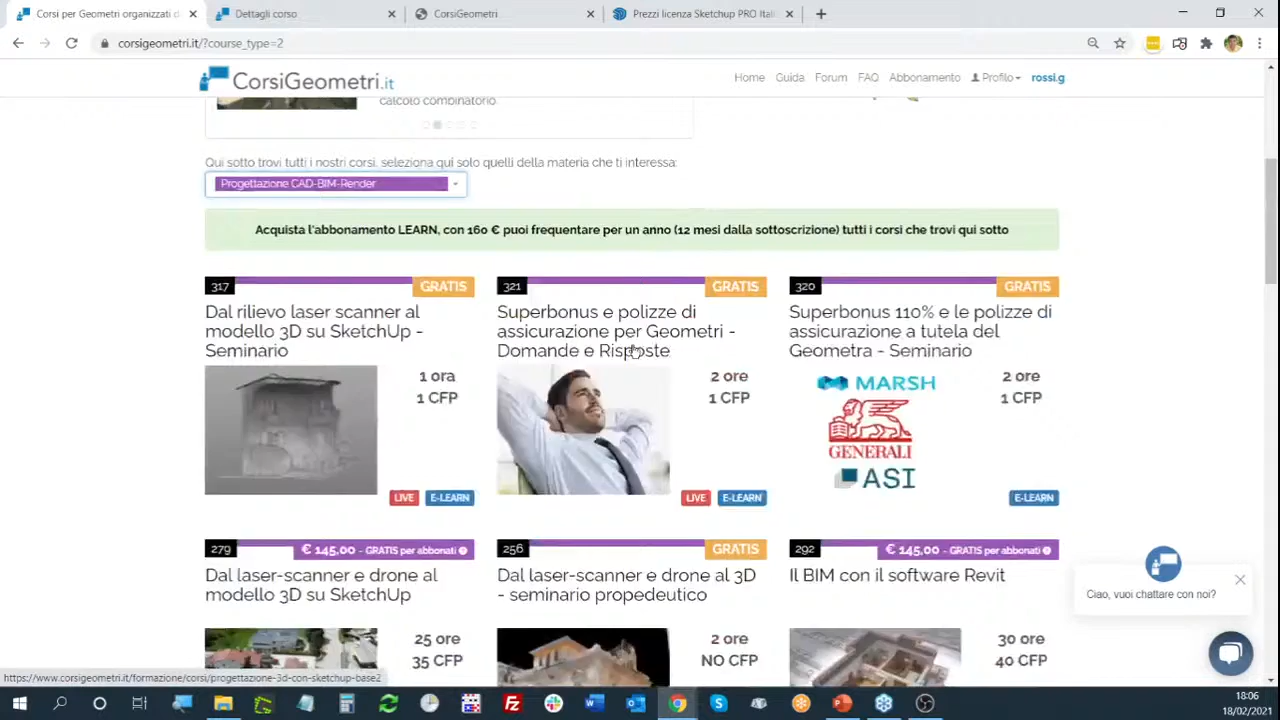 Corsi per Geometri organizzati d
Dettagli corso
CorsiGeometri
Prezzi licenza Sketchup PRO Ital
corsigeometri.it/?course_type=2
CorsiGeometri.it
Home Guida Forum FAQ Abbonamento Profilo rossi.g
calcolo combinatorio.
Qui sotto trovi tutti i nostri corsi, seleziona qui solo quelli della materia che ti interessa:
Progettazione CAD-BIM-Render
Acquista l'abbonamento LEARN, con 160 € puoi frequentare per un anno (12 mesi dalla sottoscrizione) tutti i corsi che trovi qui sotto
317 GRATIS
Dal rilievo laser scanner al
modello 3D su SketchUp -
Seminario
1 ora
1 CFP
LIVE E-LEARN
321 GRATIS
Superbonus e polizze di
assicurazione per Geometri -
Domande e Risposte
2 ore
1 CFP
LIVE E-LEARN
320 GRATIS
Superbonus 110% e le polizze di
assicurazione a tutela del
Geometra - Seminario
MARSH
GENERALI
ASI
2 ore
1 CFP
E-LEARN
279 € 145,00 - GRATIS per abbonati
Dal laser-scanner e drone al
modello 3D su SketchUp
25 ore
35 CFP
256 GRATIS
Dal laser-scanner e drone al 3D
- seminario propedeutico
2 ore
NO CFP
292 € 145,00 - GRATIS per abbonati
Il BIM con il software Revit
30 ore
40 CFP
Ciao, vuoi chattare con noi?
https://www.corsigeometri.it/formazione/corsi/progettazione-3d-con-sketchup-base2
18:06
18/02/2021